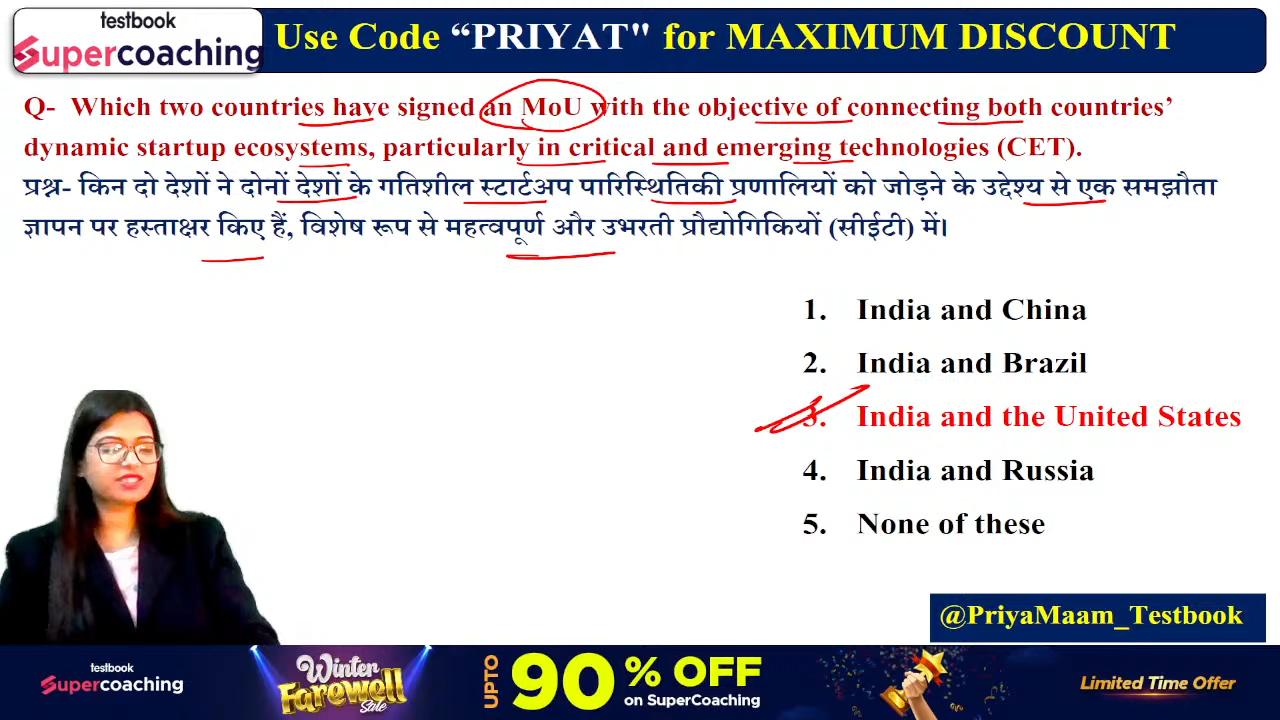 testbook
Supercoaching
Use Code “PRIYAT" for MAXIMUM DISCOUNT
Q- Which two countries have signed an MoU with the objective of connecting both countries’
dynamic startup ecosystems, particularly in critical and emerging technologies (CET).
प्रश्न- किन दो देशों ने दोनों देशों के गतिशील स्टार्टअप पारिस्थितिकी प्रणालियों को जोड़ने के उद्देश्य से एक समझौता
ज्ञापन पर हस्ताक्षर किए हैं, विशेष रूप से महत्वपूर्ण और उभरती प्रौद्योगिकियों (सीईटी) में।
1. India and China
2. India and Brazil
3. India and the United States
4. India and Russia
5. None of these
@PriyaMaam_Testbook
testbook
Supercoaching
Winter
Farewell
Sale
UPTO
90% OFF
on SuperCoaching
Limited Time Offer